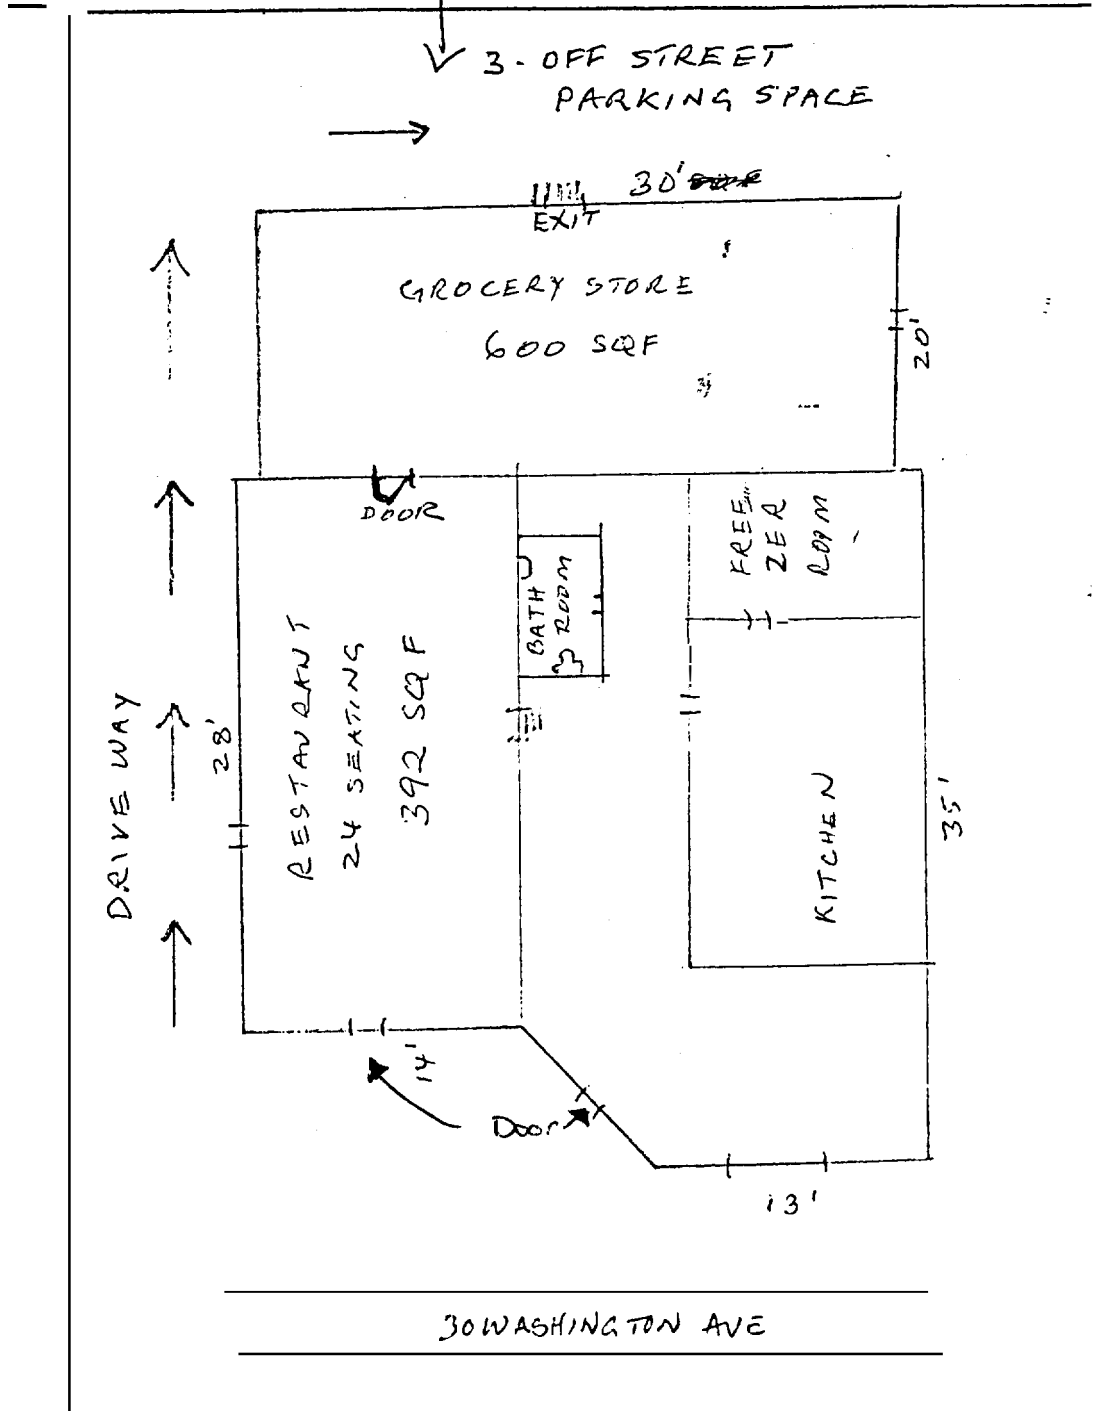 3 - OFF STREET
PARKING SPACE
30'
EXIT
GROCERY STORE
600 SQF
20'
DOOR
FREE
ZER
ROOM
BATH
ROOM
RESTAURANT
24 SEATING
392 SQF
28'
DRIVE WAY
KITCHEN
35'
14'
Door
13'
30 WASHINGTON AVE